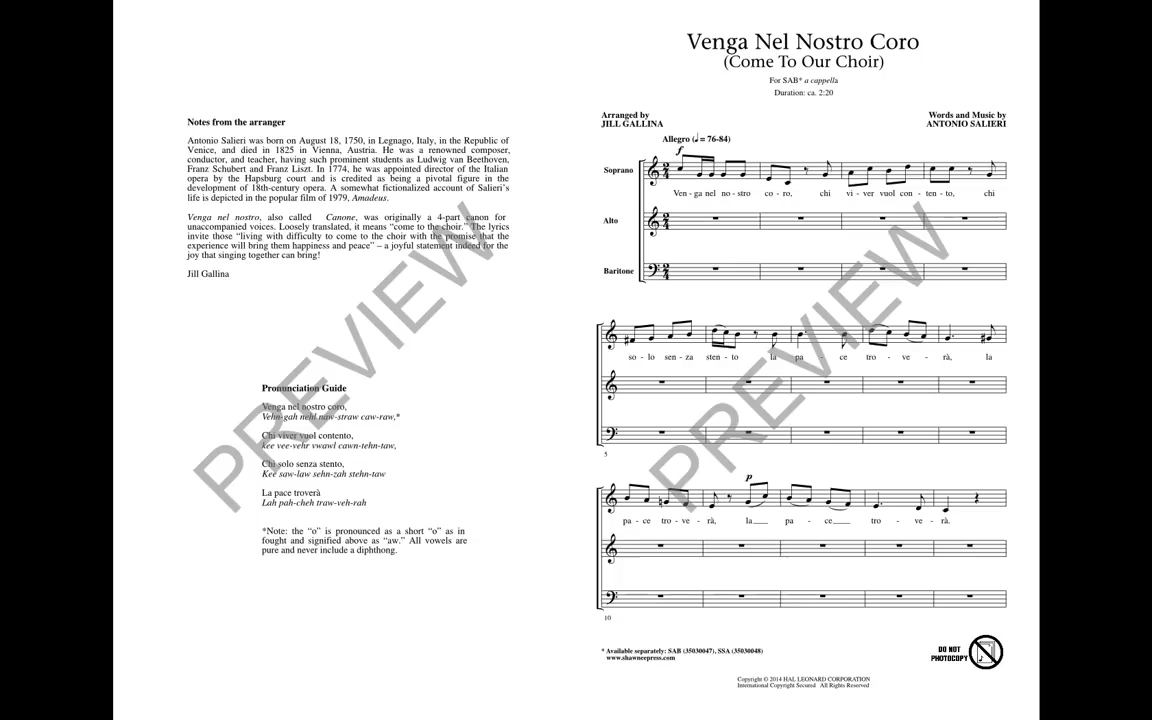 Notes from the arranger
Antonio Salieri was born on August 18, 1750, in Legnago, Italy, in the Republic of
Venice, and died in 1825 in Vienna, Austria. He was a renowned composer,
conductor, and teacher, having such prominent students as Ludwig van Beethoven,
Franz Schubert and Franz Liszt. In 1774, he was appointed director of the Italian
opera by the Hapsburg court and is credited as being a pivotal figure in the
development of 18th-century opera. A somewhat fictionalized account of Salieri's
life is depicted in the popular film of 1979, Amadeus.
Venga nel nostro, also called Canone, was originally a 4-part canon for
unaccompanied voices. Loosely translated, it means “come to the choir.” The lyrics
invite those “living with difficulty to come to the choir with the promise that the
experience will bring them happiness and peace” – a joyful statement indeed for the
joy that singing together can bring!
Jill Gallina
Pronunciation Guide
Venga nel nostro coro,
Vehn-gah nehl naw-straw caw-raw,*
Chi viver vuol contento,
kee vee-vehr vwawl cawn-tehn-taw,
Chi solo senza stento,
Kee saw-law sehn-zah stehn-taw
La pace troverà
Lah pah-cheh traw-veh-rah
*Note: the “o” is pronounced as a short “o” as in
fought and signified above as “aw.” All vowels are
pure and never include a diphthong.
PREVIEW
Venga Nel Nostro Coro
(Come To Our Choir)
For SAB* a cappella
Duration: ca. 2:20
Arranged by
JILL GALLINA
Words and Music by
ANTONIO SALIERI
Allegro (♩ = 76-84)
f
Soprano
Ven - ga nel no - stro co - ro, chi vi - ver vuol con - ten - to, chi
Alto
Baritone
so - lo sen - za sten - to la pa - ce tro - ve - rà, la
5
p
pa - ce tro - ve - rà, la pa - ce tro - ve - rà.
10
PREVIEW
* Available separately: SAB (35030047), SSA (35030048)
www.shawneepress.com
DO NOT
PHOTOCOPY
Copyright © 2014 HAL LEONARD CORPORATION
International Copyright Secured All Rights Reserved